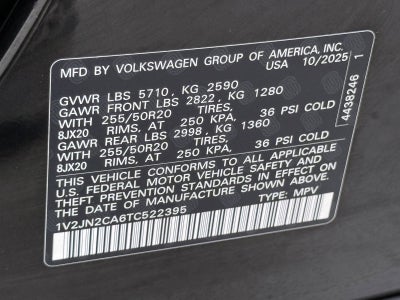 MFD. BY VOLKSWAGEN GROUP OF AMERICA, INC.
USA 10/2025
GVWR LBS 5710, KG 2590
GAWR FRONT LBS 2822, KG 1280
WITH 255/50R20 TIRES,
8JX20 RIMS, AT 250 KPA, 36 PSI COLD
GAWR REAR LBS 2998, KG 1360
WITH 255/50R20 TIRES,
8JX20 RIMS, AT 250 KPA, 36 PSI COLD
THIS VEHICLE CONFORMS TO ALL APPLICABLE
U.S. FEDERAL MOTOR VEHICLE SAFETY AND
THEFT PREVENTION STANDARDS IN EFFECT ON
THE DATE OF MANUFACTURE SHOWN ABOVE.
1V2JN2CA6TC522395 TYPE: MPV
4438246 1